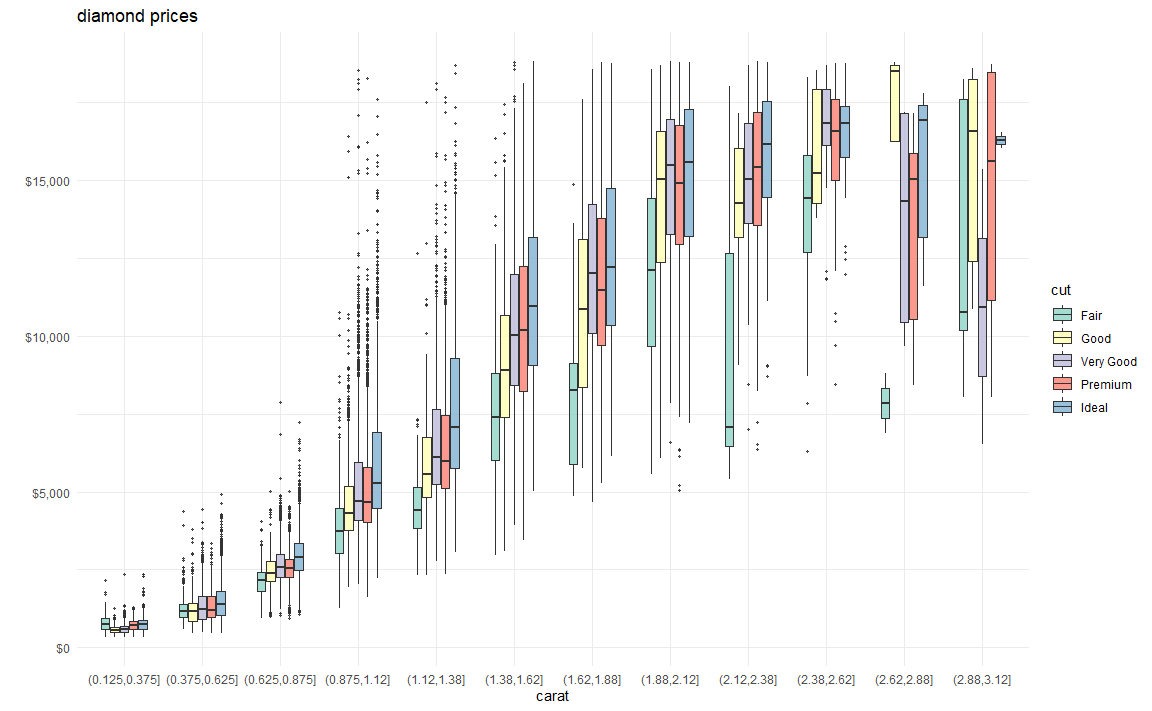 diamond prices
$15,000
$10,000
$5,000
$0
(0.125,0.375] (0.375,0.625] (0.625,0.875] (0.875,1.12] (1.12,1.38] (1.38,1.62] (1.62,1.88] (1.88,2.12] (2.12,2.38] (2.38,2.62] (2.62,2.88] (2.88,3.12]
carat
cut
Fair
Good
Very Good
Premium
Ideal